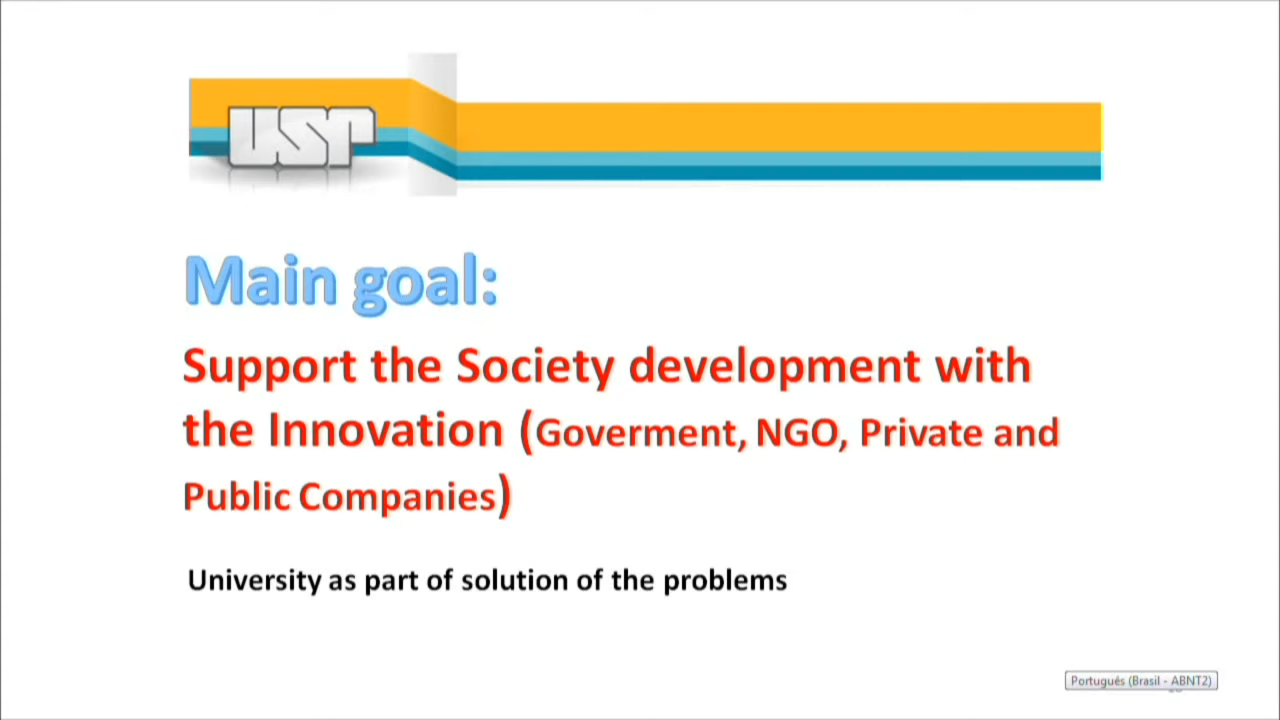 USP
Main goal:
Support the Society development with
the Innovation (Goverment, NGO, Private and
Public Companies)
University as part of solution of the problems
Português (Brasil - ABNT2)